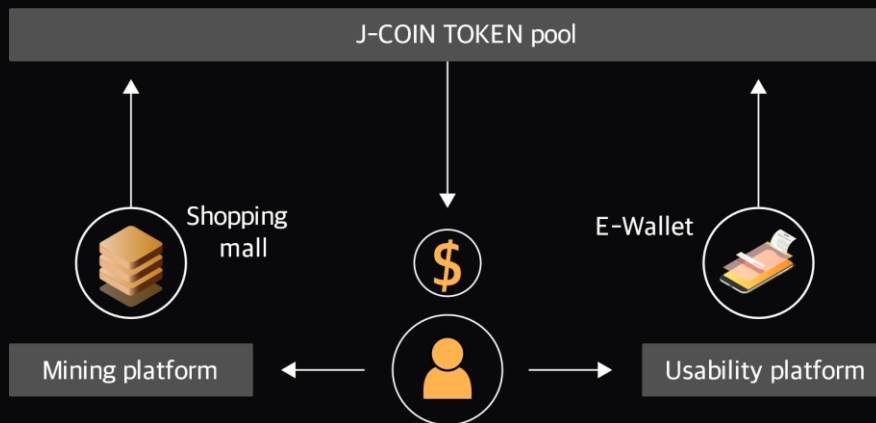 J-COIN TOKEN pool
Shopping
mall
$
E-Wallet
Mining platform
Usability platform